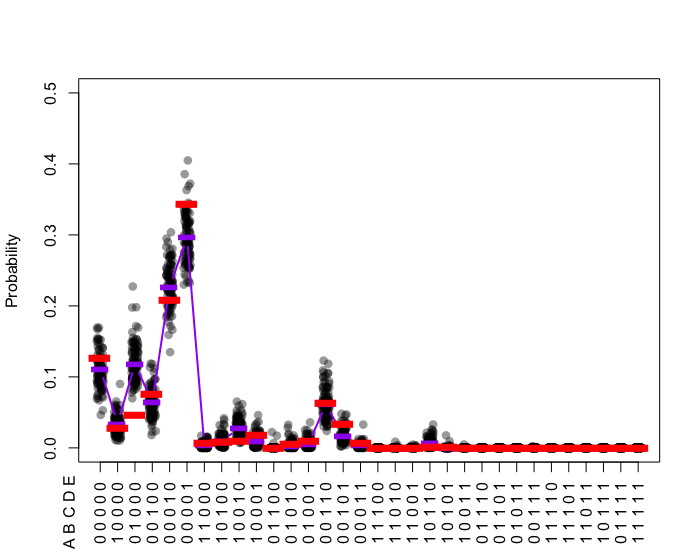 Probability
0.5
0.4
0.3
0.2
0.1
0.0
A B C D E
0 0 0 0 0
1 0 0 0 0
0 1 0 0 0
0 0 1 0 0
0 0 0 1 0
0 0 0 0 1
1 1 0 0 0
1 0 1 0 0
1 0 0 1 0
1 0 0 0 1
0 1 1 0 0
0 1 0 1 0
0 1 0 0 1
0 0 1 1 0
0 0 1 0 1
0 0 0 1 1
1 1 1 0 0
1 1 0 1 0
1 1 0 0 1
1 0 1 1 0
1 0 1 0 1
1 0 0 1 1
0 1 1 1 0
0 1 1 0 1
0 1 0 1 1
0 0 1 1 1
1 1 1 1 0
1 1 1 0 1
1 1 0 1 1
1 0 1 1 1
0 1 1 1 1
1 1 1 1 1